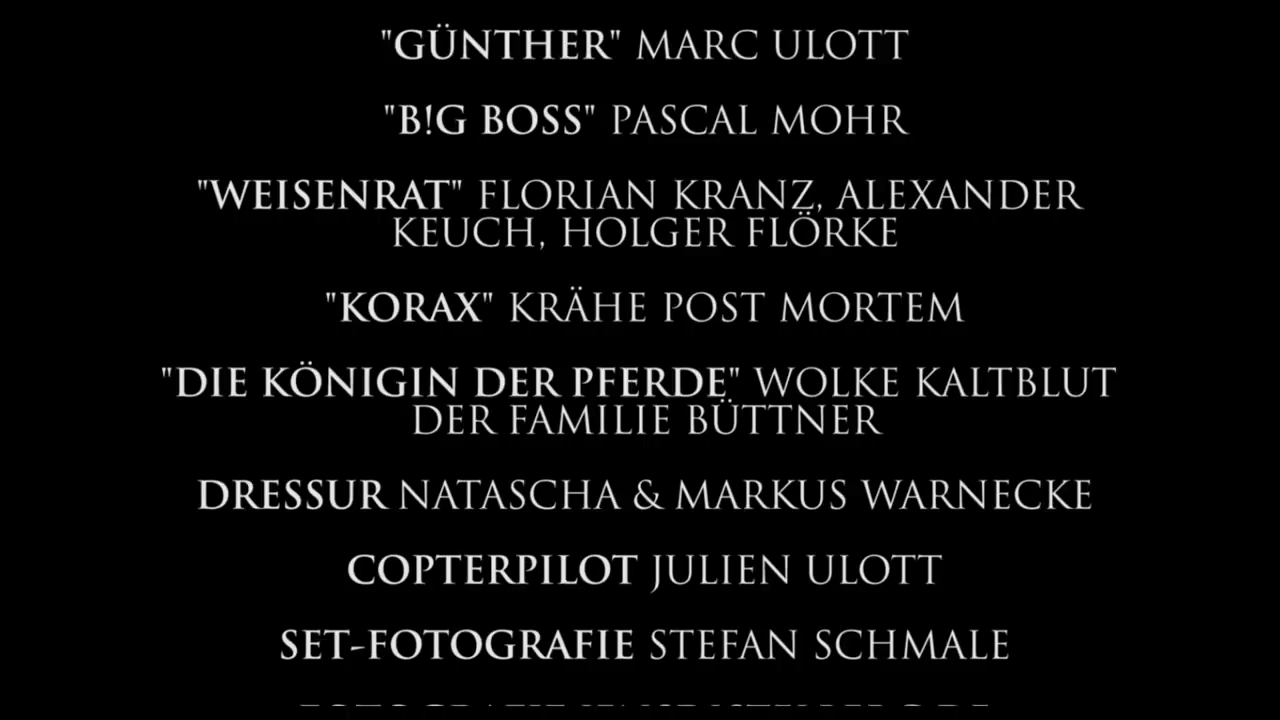 "GÜNTHER" MARC ULOTT
"B!G BOSS" PASCAL MOHR
"WEISENRAT" FLORIAN KRANZ, ALEXANDER
KEUCH, HOLGER FLÖRKE
"KORAX" KRÄHE POST MORTEM
"DIE KÖNIGIN DER PFERDE" WOLKE KALTBLUT
DER FAMILIE BÜTTNER
DRESSUR NATASCHA & MARKUS WARNECKE
COPTERPILOT JULIEN ULOTT
SET-FOTOGRAFIE STEFAN SCHMALE